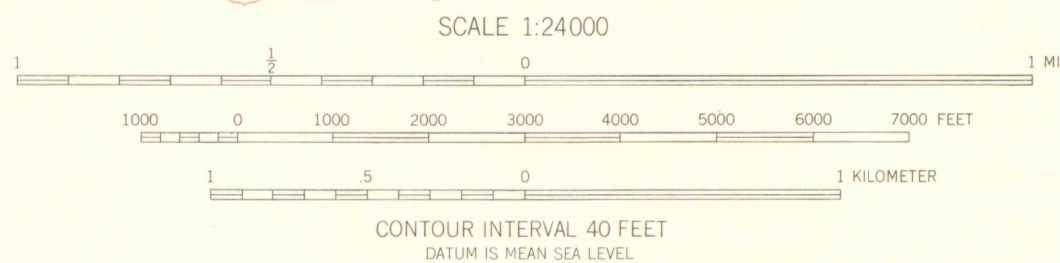 SCALE 1:24000
1 1/2 0 1 MI
1000 0 1000 2000 3000 4000 5000 6000 7000 FEET
1 .5 0 1 KILOMETER
CONTOUR INTERVAL 40 FEET
DATUM IS MEAN SEA LEVEL